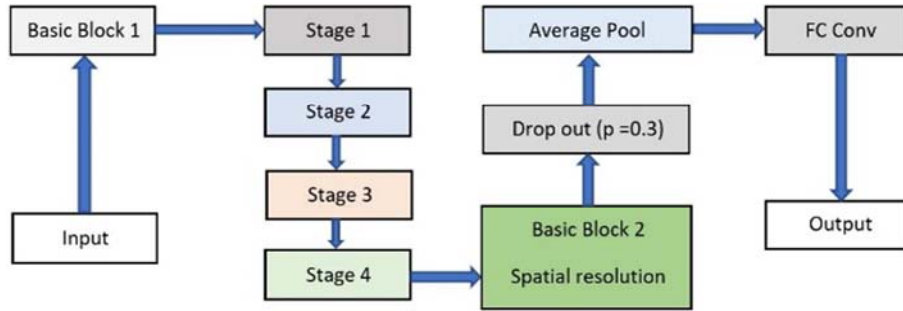 Input
Basic Block 1
Stage 1
Stage 2
Stage 3
Stage 4
Basic Block 2
Spatial resolution
Drop out (p =0.3)
Average Pool
FC Conv
Output